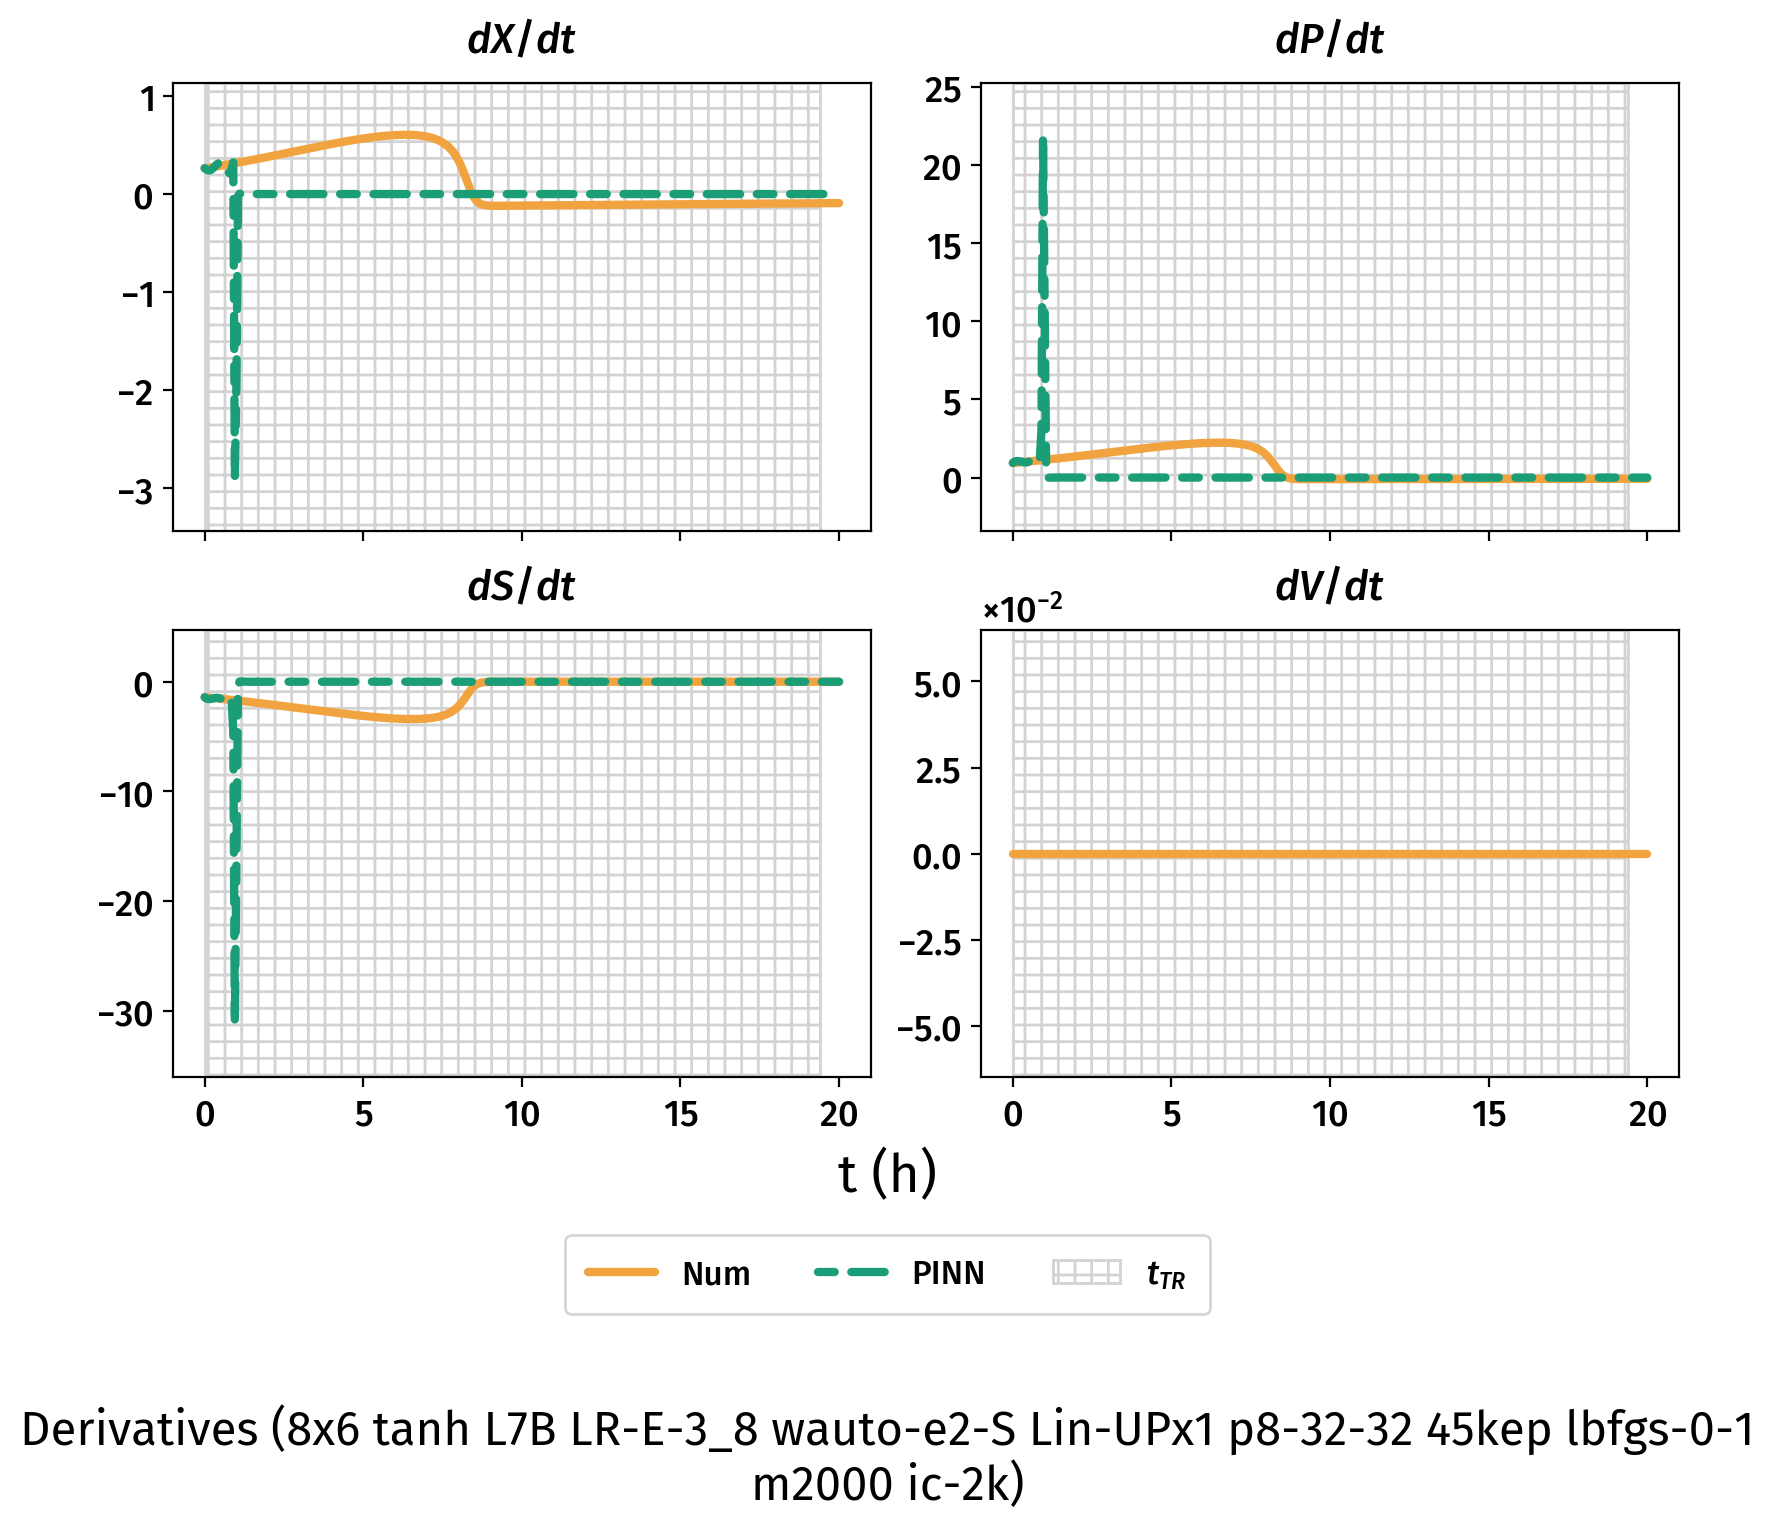 dX/dt
dP/dt
1
0
−1
−2
−3
25
20
15
10
5
0
dS/dt
dV/dt
×10⁻²
0
−10
−20
−30
5.0
2.5
0.0
−2.5
−5.0
0 5 10 15 20
0 5 10 15 20
t (h)
Num PINN tTR
Derivatives (8x6 tanh L7B LR-E-3_8 wauto-e2-S Lin-UPx1 p8-32-32 45kep lbfgs-0-1
m2000 ic-2k)